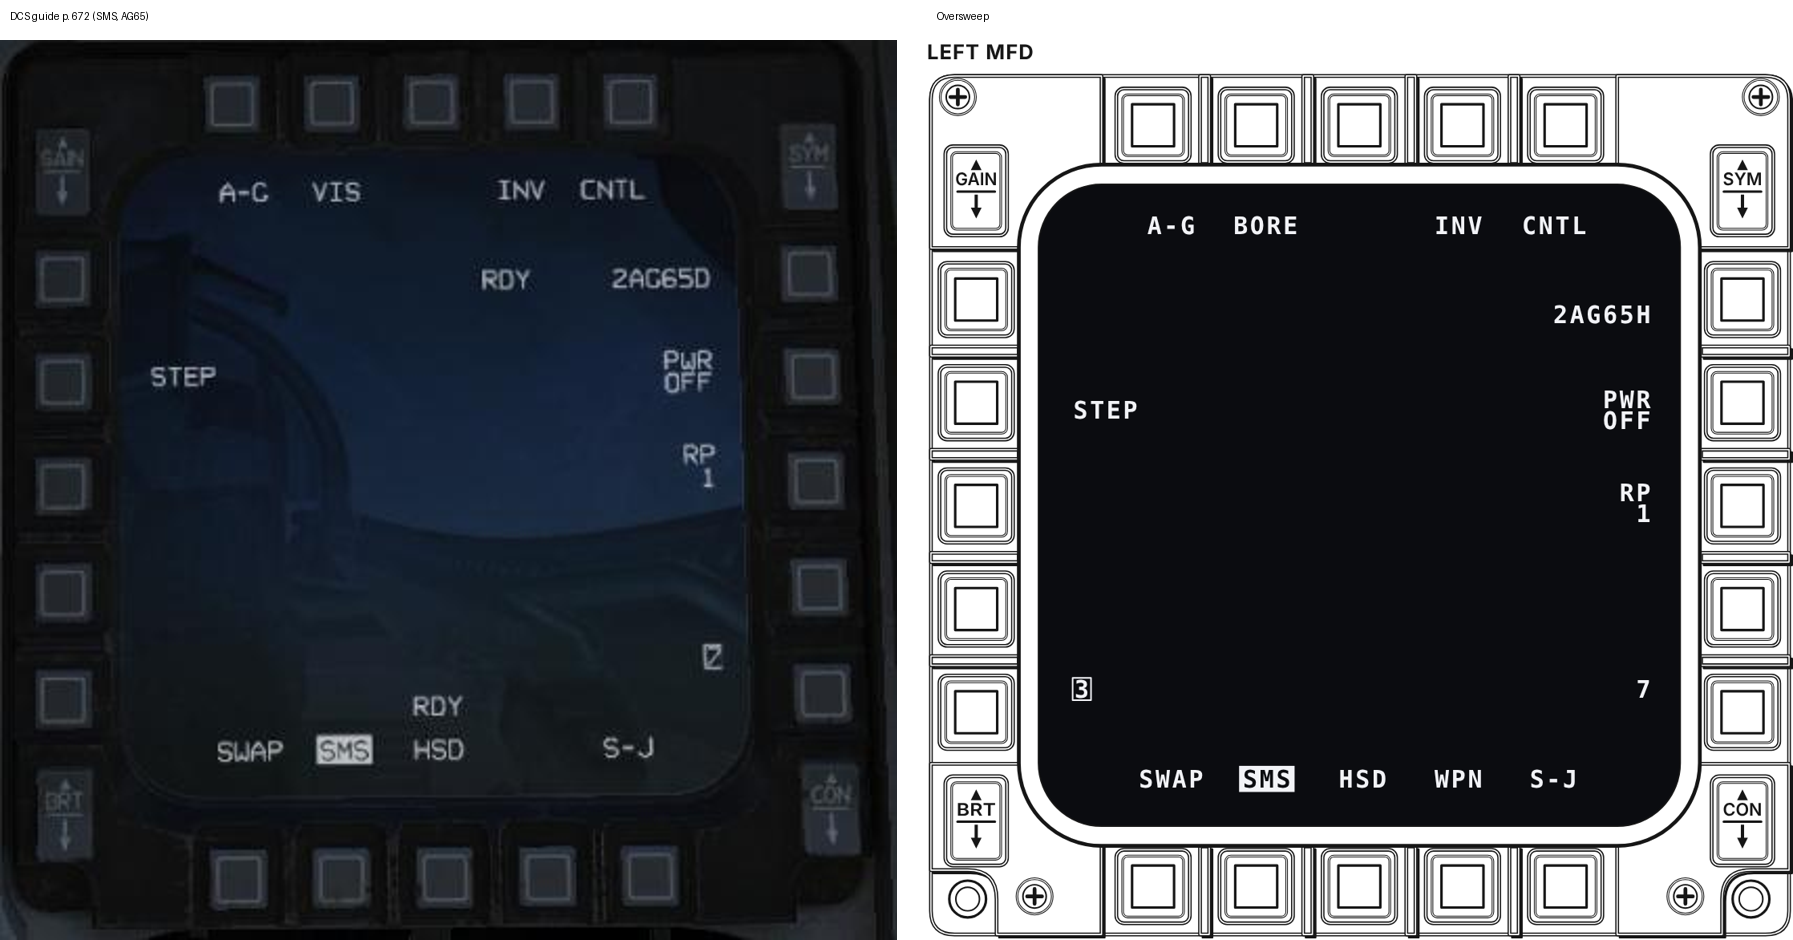 DCS guide p. 672 (SMS, AG65)
GAIN
SYM
A-G VIS INV CNTL
RDY 2AG65D
STEP
PWR
OFF
RP
1
7
RDY
SWAP SMS HSD S-J
BRT
CON
Oversweep
LEFT MFD
GAIN
SYM
A-G BORE INV CNTL
2AG65H
STEP
PWR
OFF
RP
1
3 7
SWAP SMS HSD WPN S-J
BRT
CON